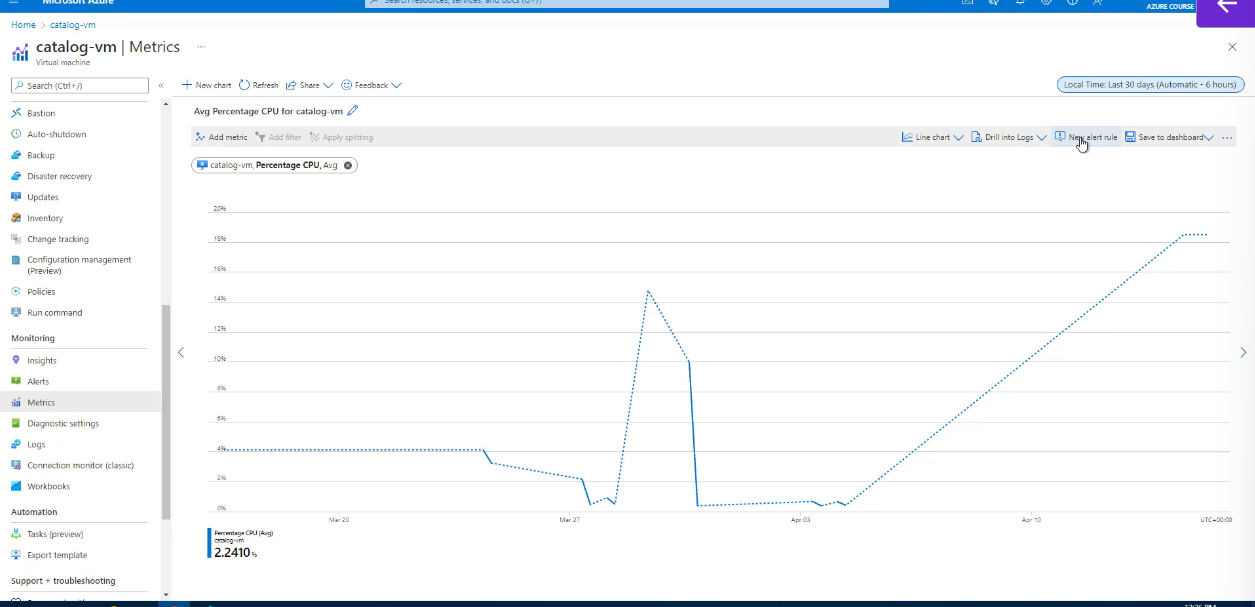 Microsoft Azure
Search resources, services, and docs (G+/)
AZURE COURSE
Home > catalog-vm
catalog-vm | Metrics ...
Virtual machine
Search (Ctrl+/)
«
New chart
Refresh
Share
Feedback
Local Time: Last 30 days (Automatic - 6 hours)
Bastion
Auto-shutdown
Backup
Disaster recovery
Updates
Inventory
Change tracking
Configuration management
(Preview)
Policies
Run command
Monitoring
Insights
Alerts
Metrics
Diagnostic settings
Logs
Connection monitor (classic)
Workbooks
Automation
Tasks (preview)
Export template
Support + troubleshooting
Avg Percentage CPU for catalog-vm
Add metric
Add filter
Apply splitting
Line chart
Drill into Logs
New alert rule
Save to dashboard
...
catalog-vm, Percentage CPU, Avg
20%
18%
16%
14%
12%
10%
8%
6%
4%
2%
0%
Mar 20
Mar 27
Apr 03
Apr 10
UTC+00:00
Percentage CPU (Avg)
catalog-vm
2.2410 %